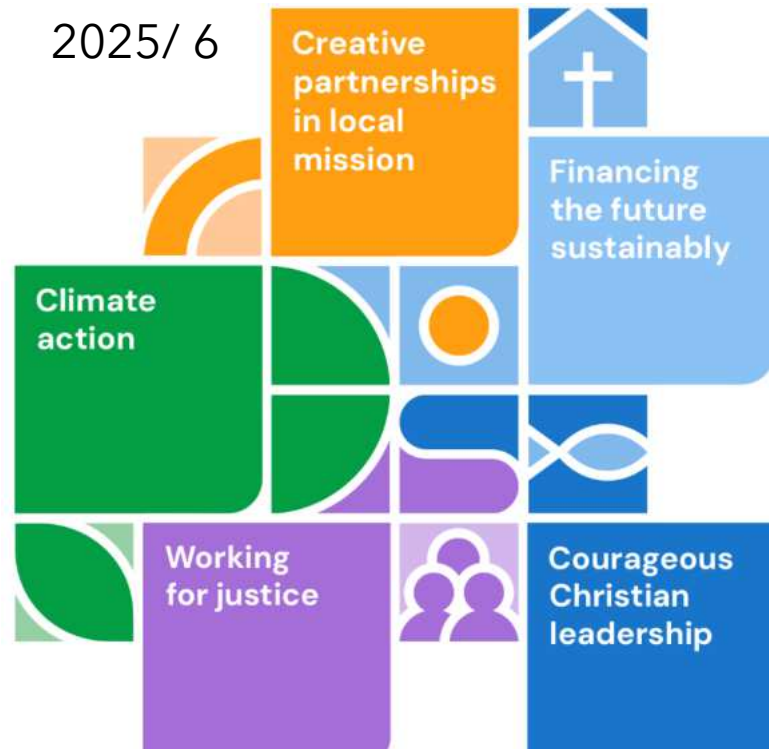 2025/ 6
Creative
partnerships
in local
mission
Financing
the future
sustainably
Climate
action
Working
for justice
Courageous
Christian
leadership